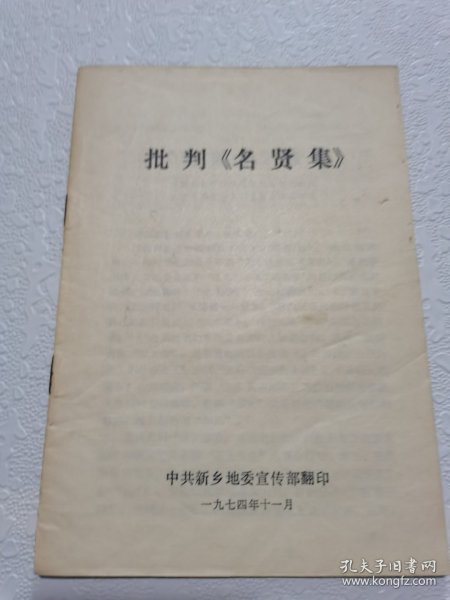 批判《名贤集》
中共新乡地委宣传部翻印
一九七四年十一月
孔夫子旧书网
www.kongfz.com